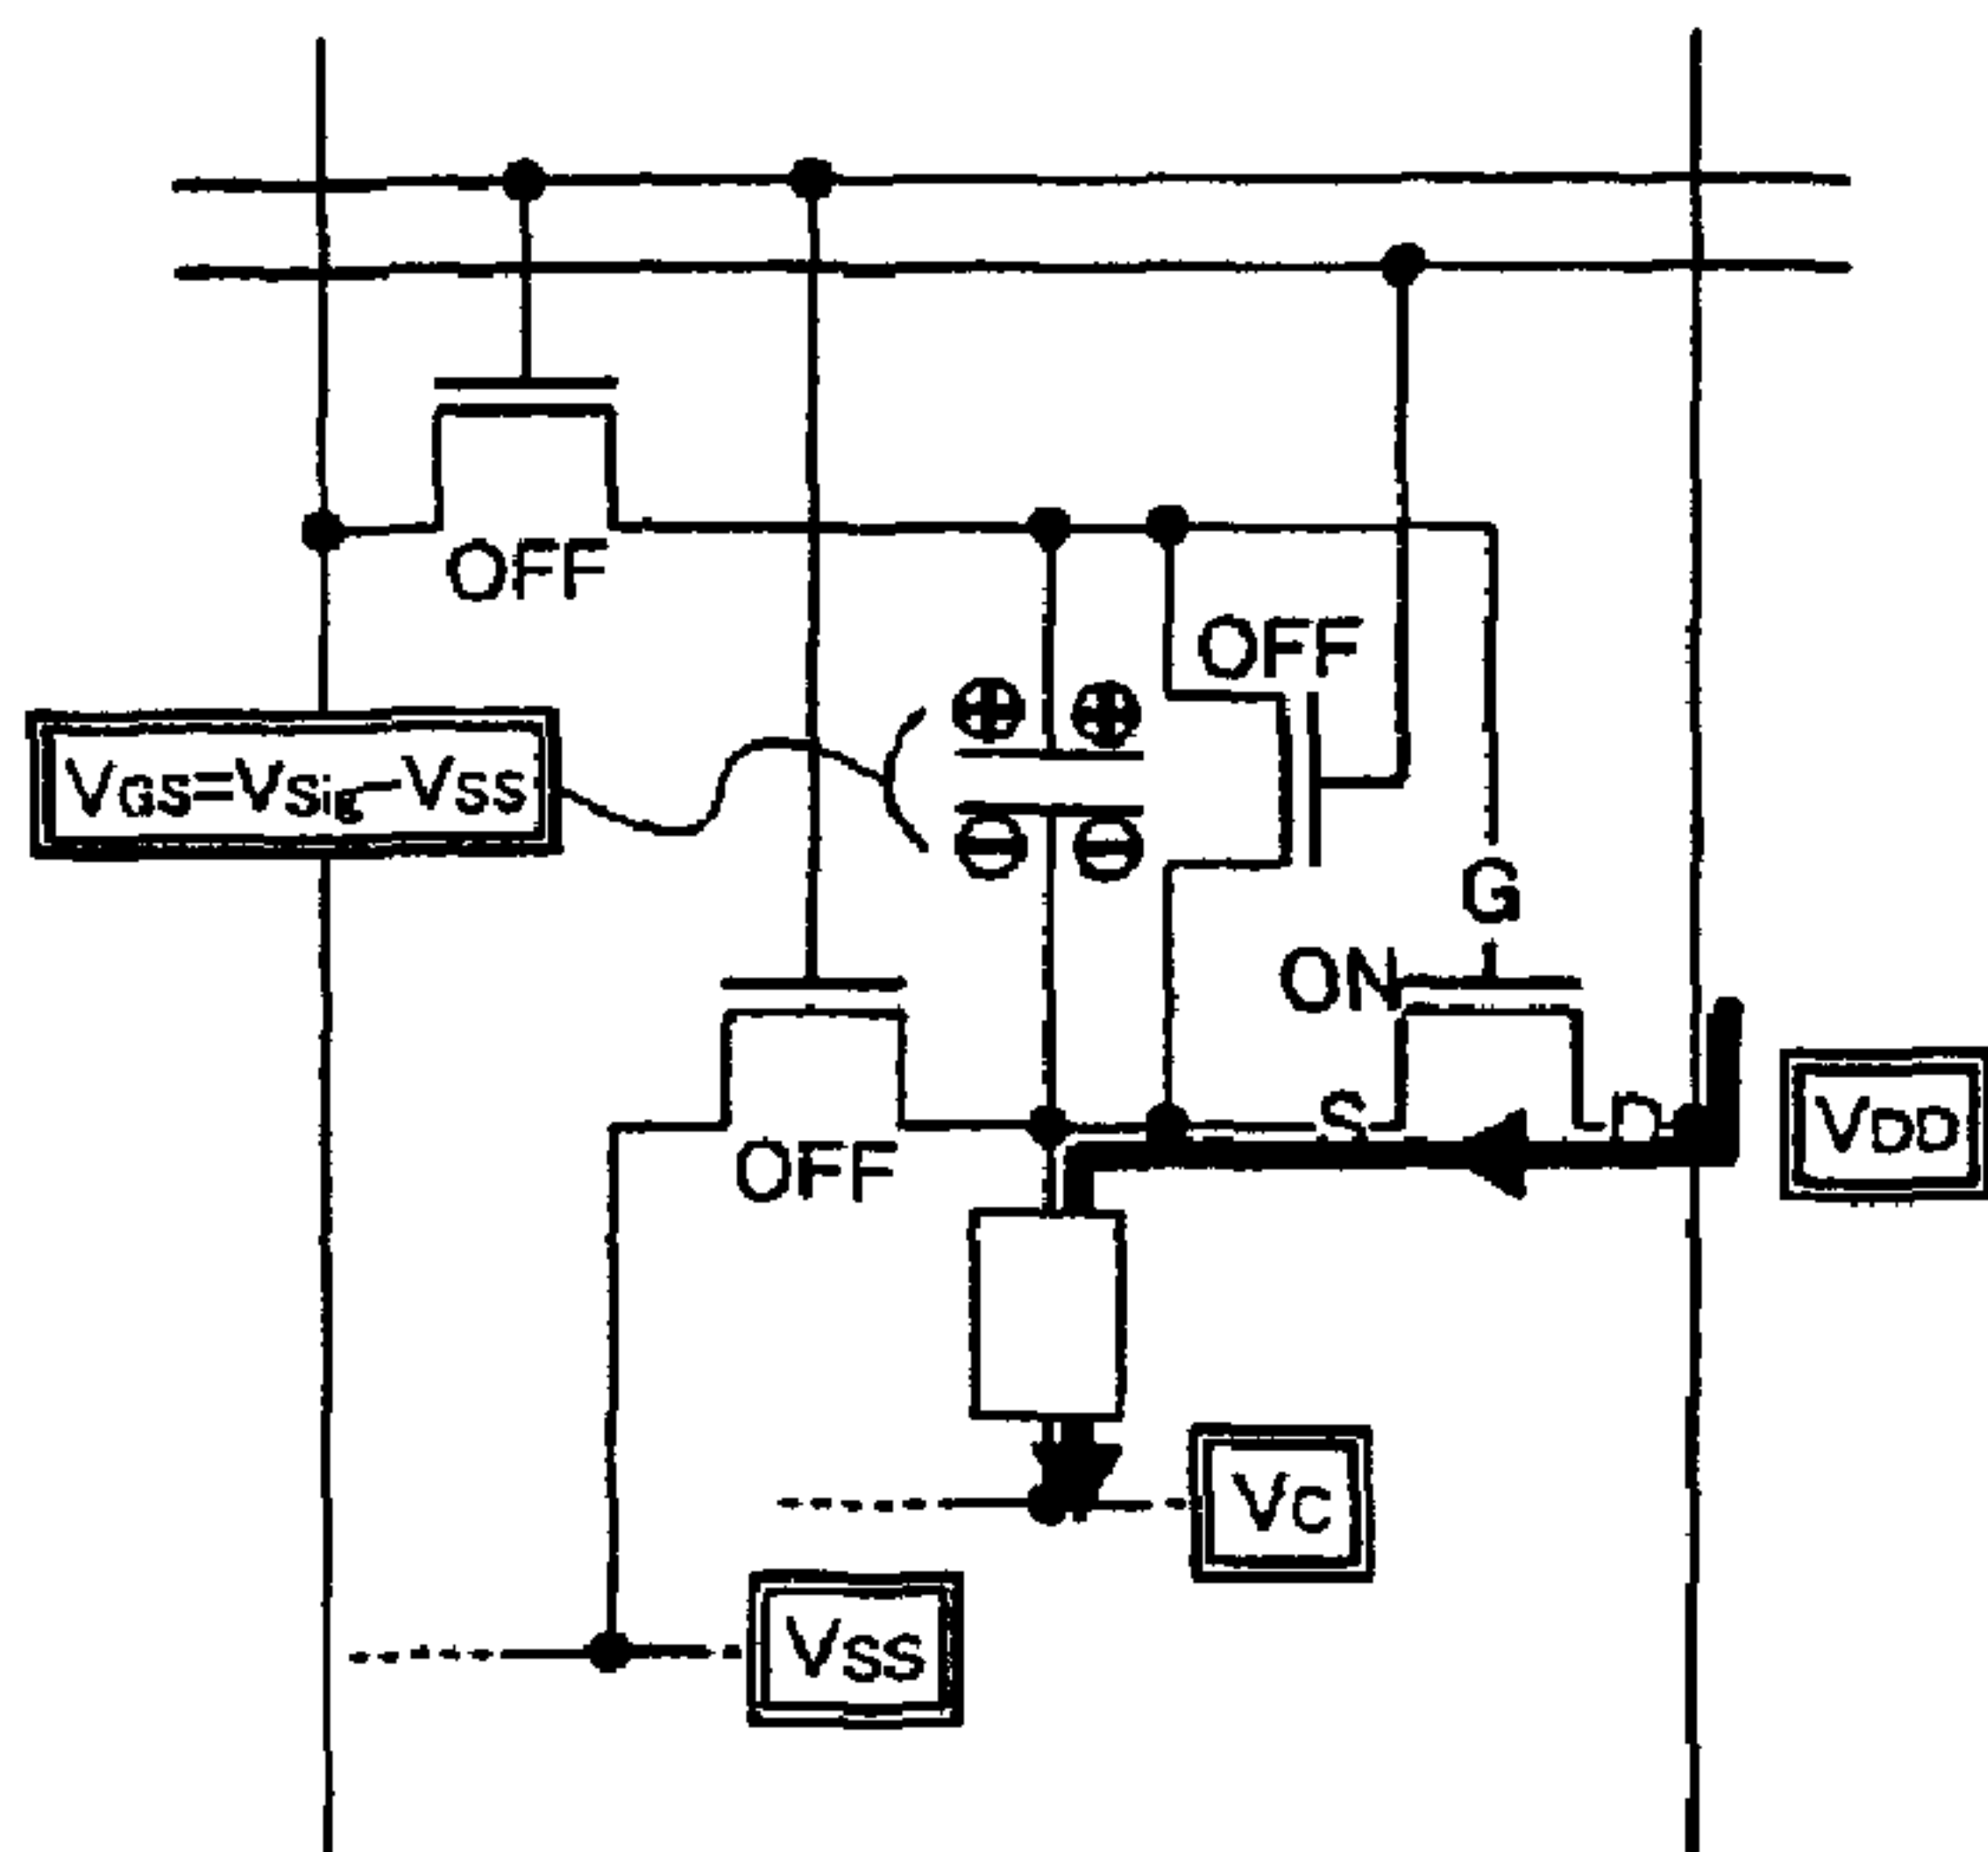 OFF
OFF
⊕ ⊕
VGS=VSig-VSS
⊖ ⊖
G
ON
S
D
VDD
OFF
VC
VSS